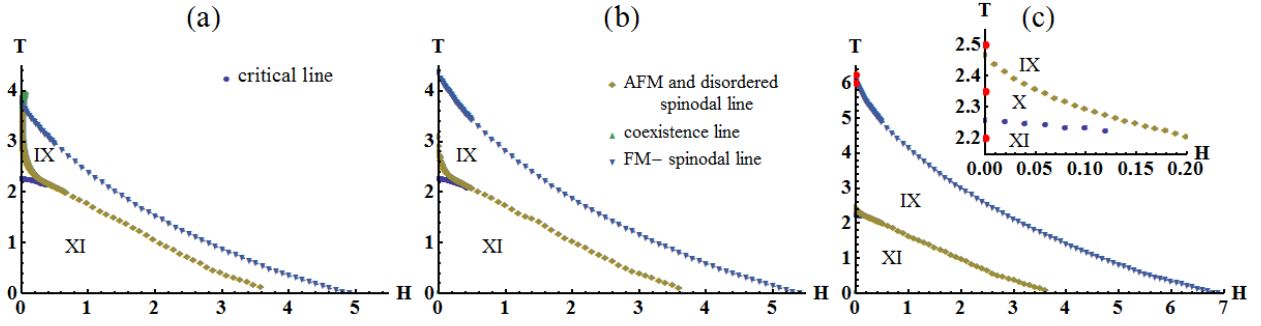 (a)
T
critical line
IX
XI
4
3
2
1
0
0 1 2 3 4 5
H
(b)
T
AFM and disordered
spinodal line
coexistence line
FM− spinodal line
IX
XI
4
3
2
1
0
0 1 2 3 4 5
H
(c)
T
IX
XI
6
5
4
3
2
1
0
0 1 2 3 4 5 6 7
H
T
2.5
2.4
2.3
2.2
IX
X
XI
0.00 0.05 0.10 0.15 0.20
H